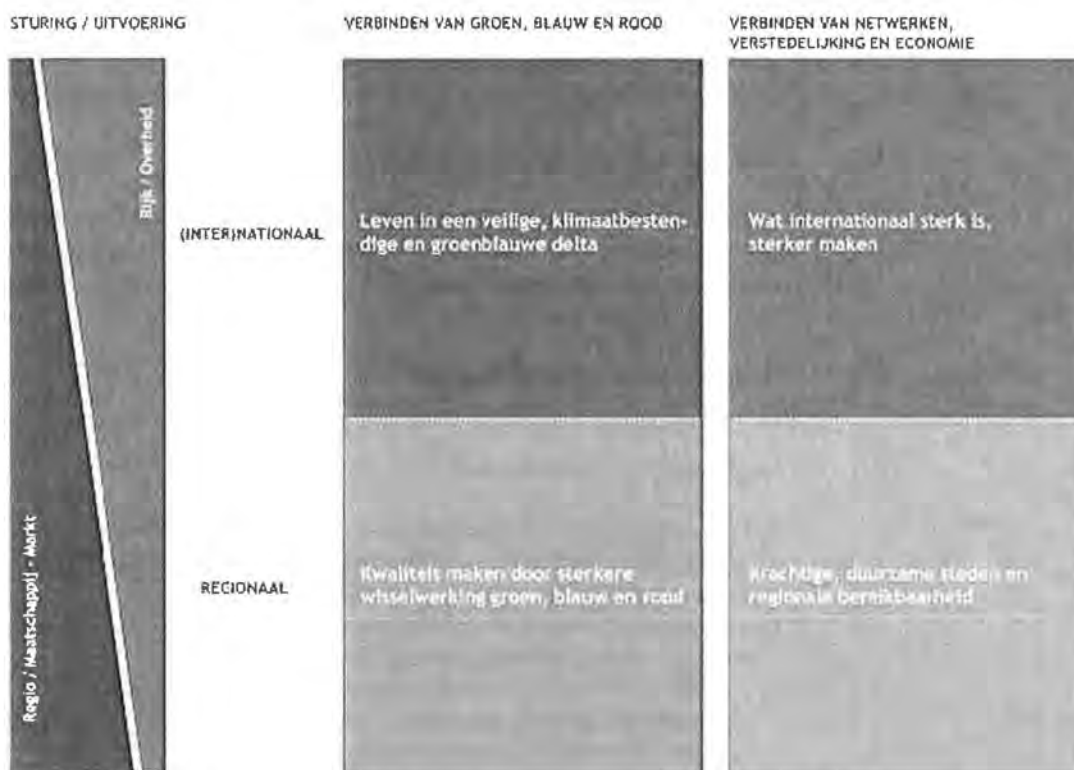 STURING / UITVOERING
VERBINDEN VAN GROEN, BLAUW EN ROOD
VERBINDEN VAN NETWERKEN,
VERSTEDELIJKING EN ECONOMIE
Rijk / Overheid
(INTER)NATIONAAL
Leven in een veilige, klimaatbesten-
dige en groenblauwe delta
Wat internationaal sterk is,
sterker maken
Regio / Maatschappij - Markt
REGIONAAL
Kwaliteit maken door sterkere
wisselwerking groen, blauw en rood
Krachtige, duurzame steden en
regionale bereikbaarheid